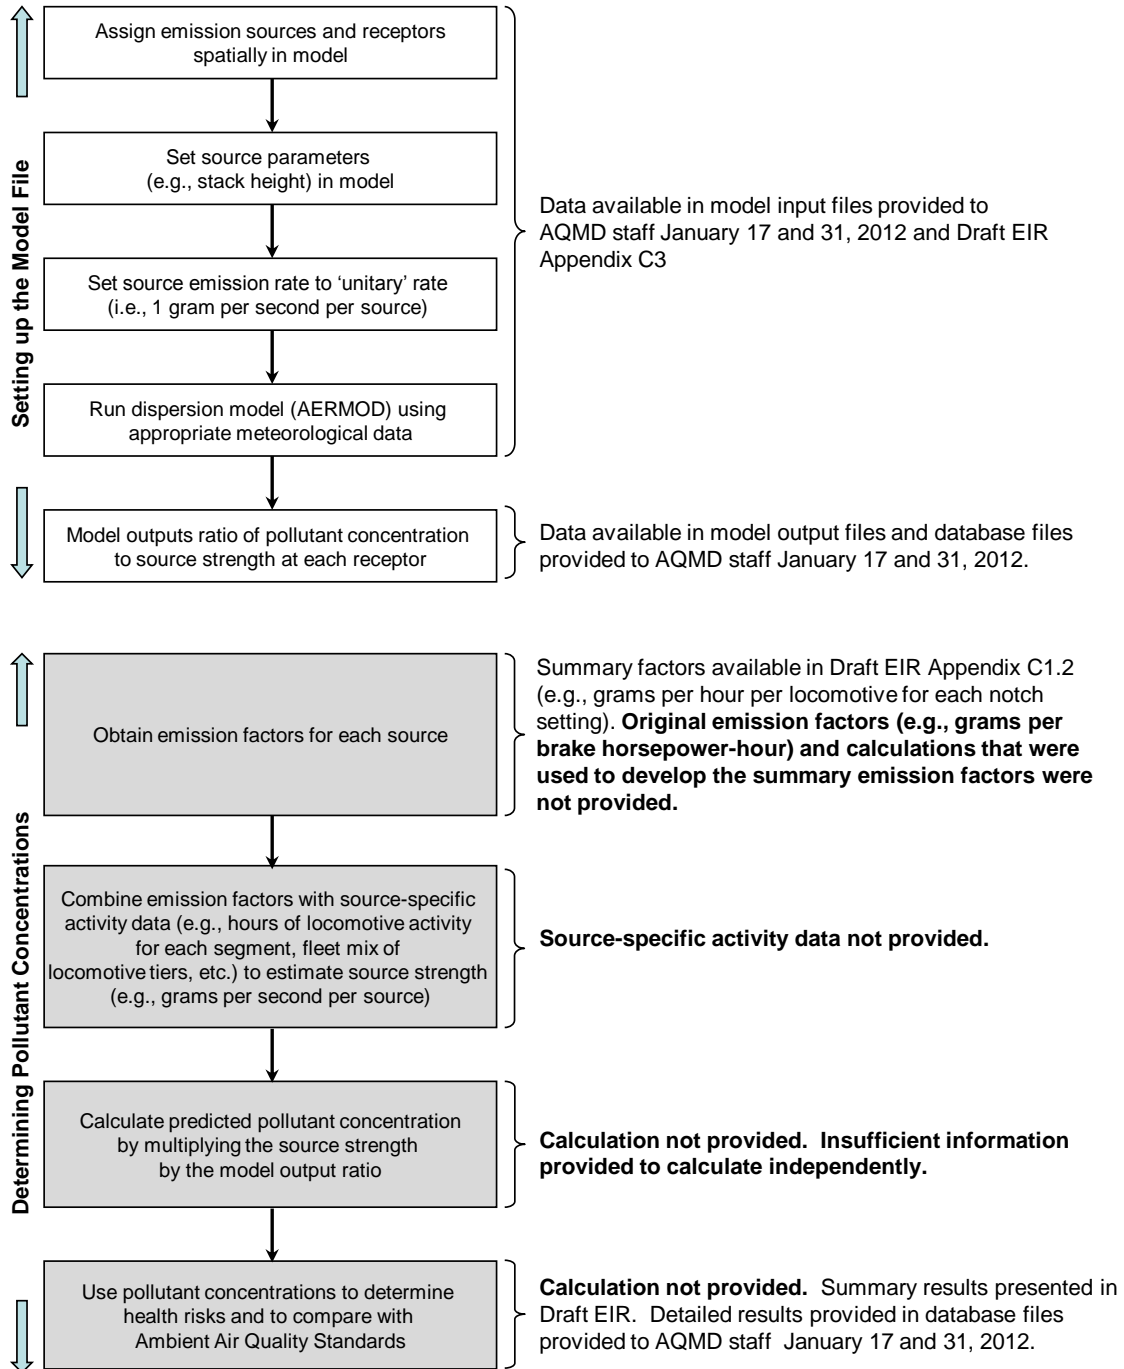 Setting up the Model File
Assign emission sources and receptors
spatially in model
Set source parameters
(e.g., stack height) in model
Set source emission rate to ‘unitary’ rate
(i.e., 1 gram per second per source)
Run dispersion model (AERMOD) using
appropriate meteorological data
Data available in model input files provided to
AQMD staff January 17 and 31, 2012 and Draft EIR
Appendix C3
Model outputs ratio of pollutant concentration
to source strength at each receptor
Data available in model output files and database files
provided to AQMD staff January 17 and 31, 2012.
Determining Pollutant Concentrations
Obtain emission factors for each source
Summary factors available in Draft EIR Appendix C1.2
(e.g., grams per hour per locomotive for each notch
setting). Original emission factors (e.g., grams per
brake horsepower-hour) and calculations that were
used to develop the summary emission factors were
not provided.
Combine emission factors with source-specific
activity data (e.g., hours of locomotive activity
for each segment, fleet mix of
locomotive tiers, etc.) to estimate source strength
(e.g., grams per second per source)
Source-specific activity data not provided.
Calculate predicted pollutant concentration
by multiplying the source strength
by the model output ratio
Calculation not provided. Insufficient information
provided to calculate independently.
Use pollutant concentrations to determine
health risks and to compare with
Ambient Air Quality Standards
Calculation not provided. Summary results presented in
Draft EIR. Detailed results provided in database files
provided to AQMD staff January 17 and 31, 2012.